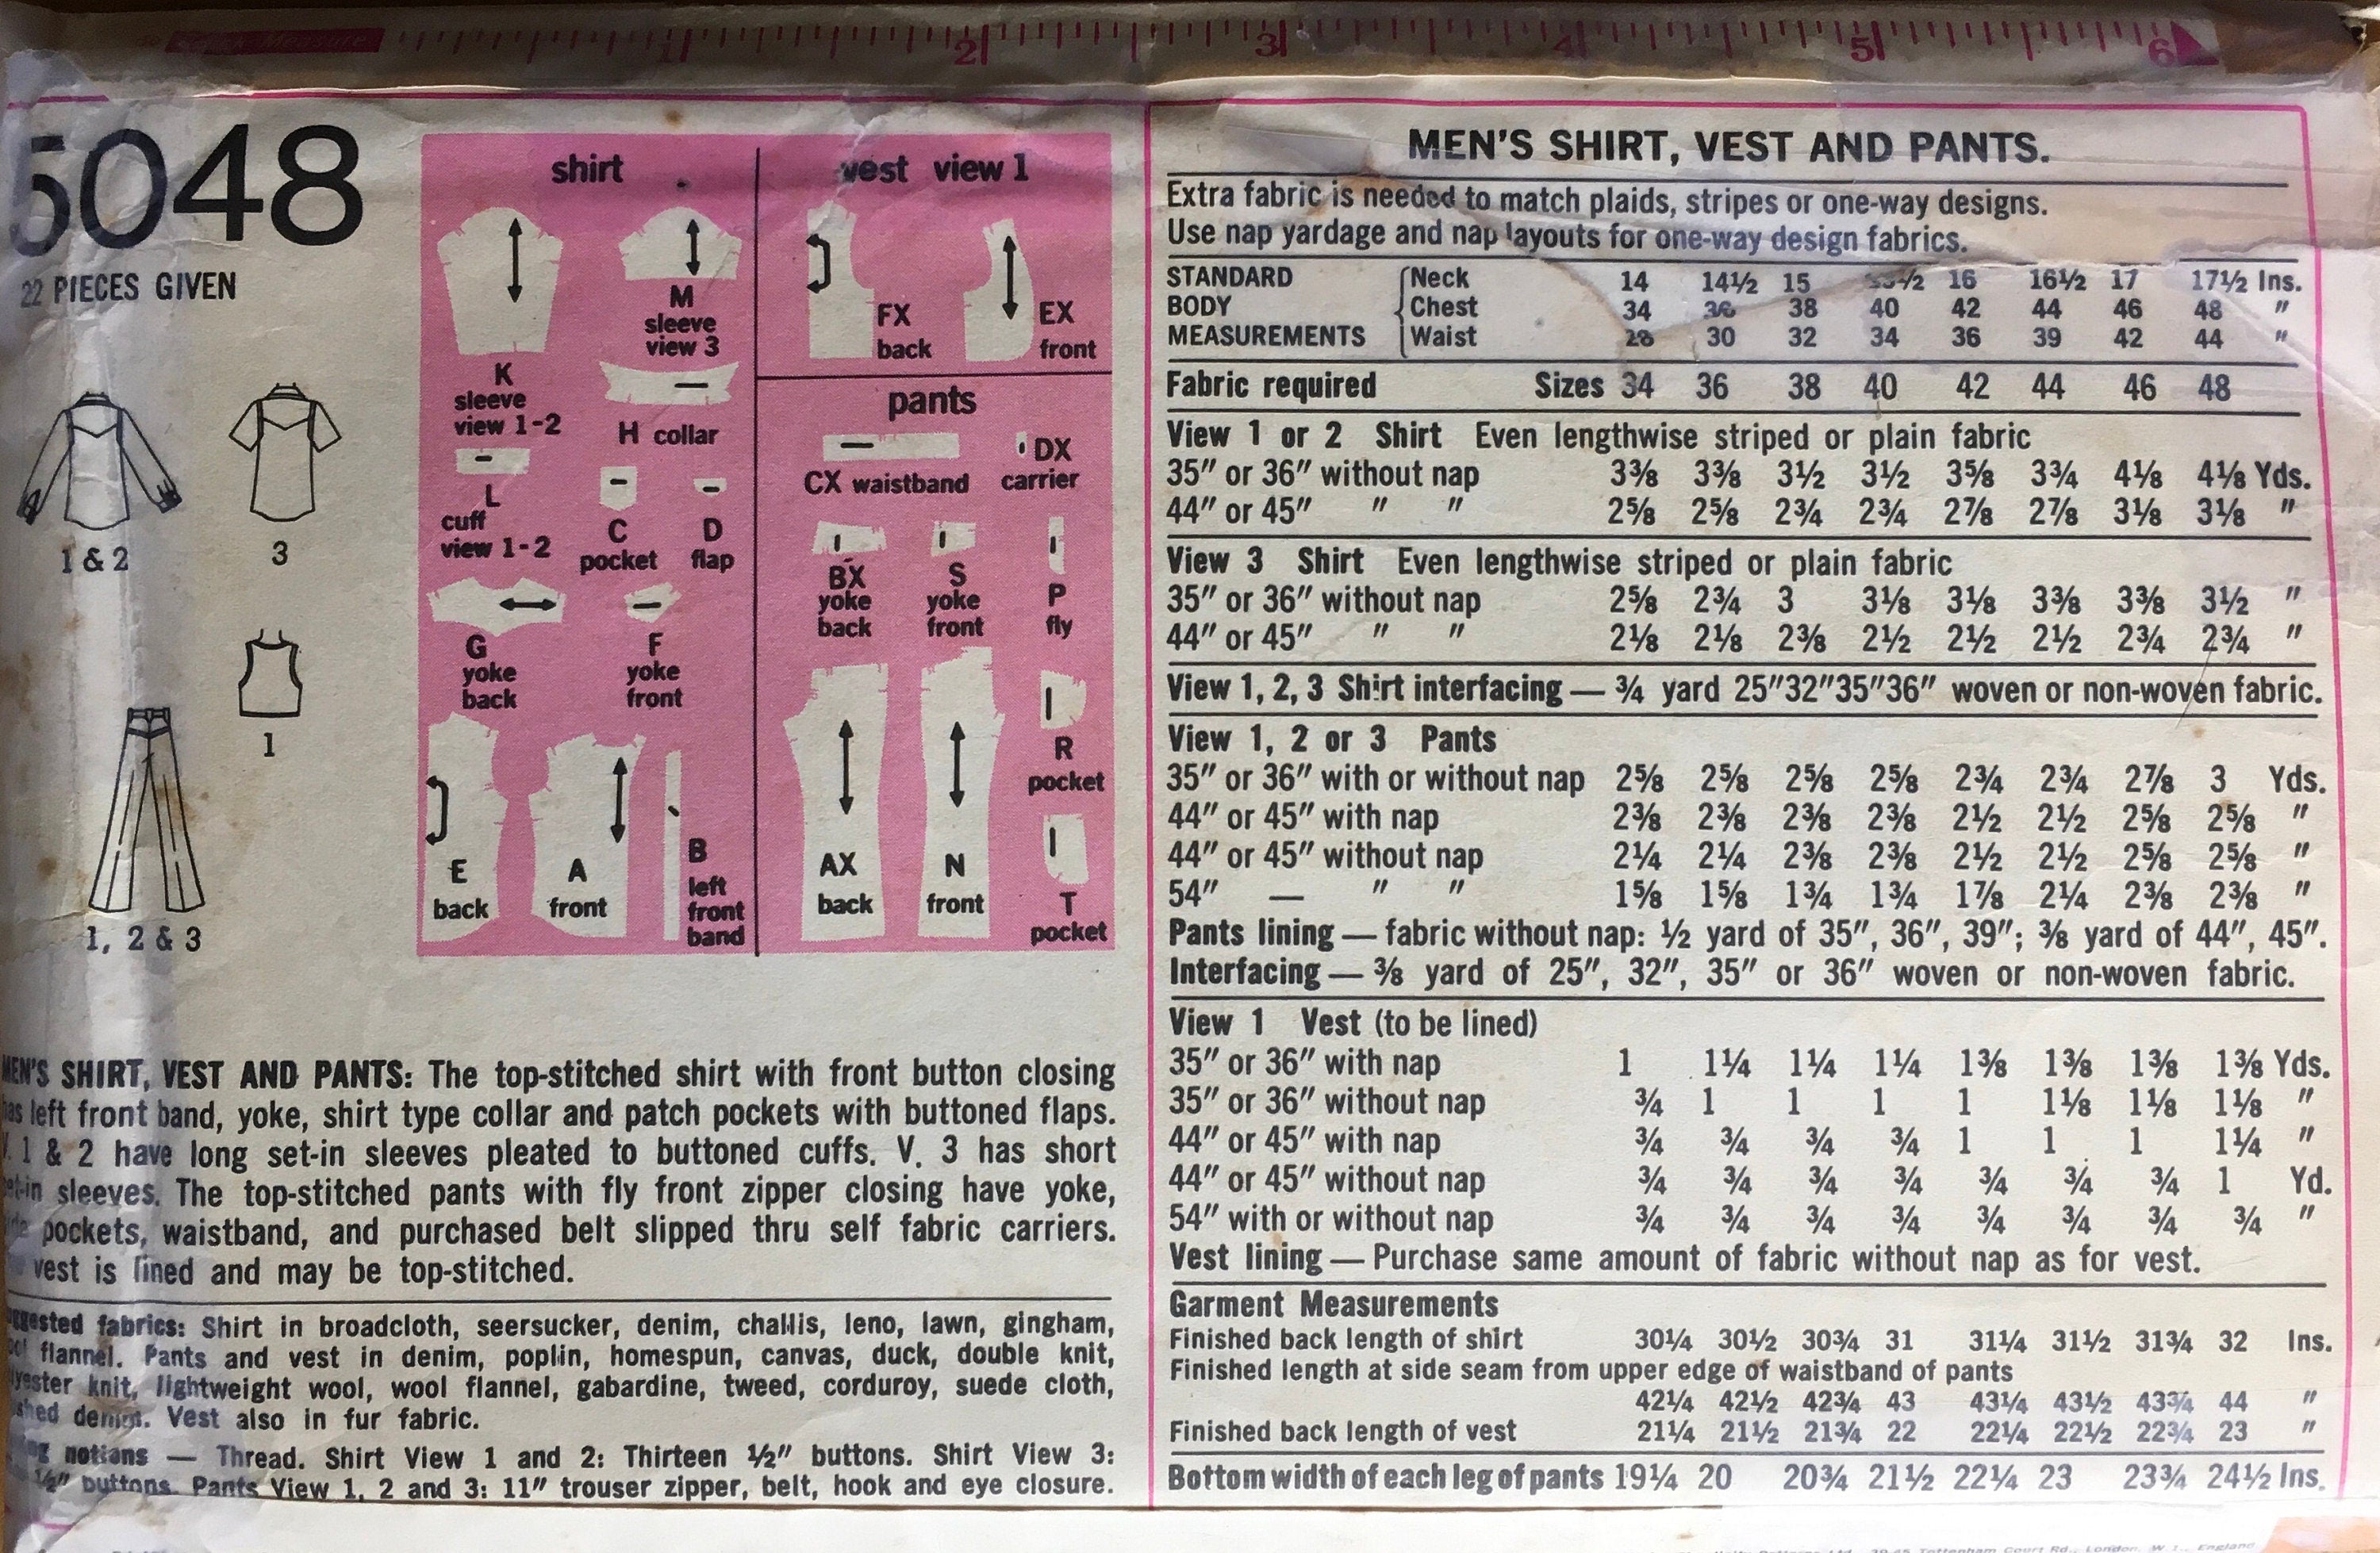 1 2 3 4 5 6
5048
22 PIECES GIVEN
1 & 2
3
1
1, 2 & 3
shirt
K
sleeve
view 1-2
M
sleeve
view 3
H collar
L
cuff
view 1-2
C
pocket
D
flap
G
yoke
back
F
yoke
front
E
back
A
front
B
left
front
band
vest view 1
FX
back
EX
front
pants
CX waistband
DX
carrier
BX
yoke
back
S
yoke
front
P
fly
R
pocket
AX
back
N
front
T
pocket
MEN'S SHIRT, VEST AND PANTS: The top-stitched shirt with front button closing
left front band, yoke, shirt type collar and patch pockets with buttoned flaps.
1 & 2 have long set-in sleeves pleated to buttoned cuffs. V. 3 has short
sleeves. The top-stitched pants with fly front zipper closing have yoke,
pockets, waistband, and purchased belt slipped thru self fabric carriers.
vest is lined and may be top-stitched.
fabrics: Shirt in broadcloth, seersucker, denim, challis, leno, lawn, gingham,
flannel. Pants and vest in denim, poplin, homespun, canvas, duck, double knit,
knit, lightweight wool, wool flannel, gabardine, tweed, corduroy, suede cloth,
denim. Vest also in fur fabric.
notions — Thread. Shirt View 1 and 2: Thirteen ½" buttons. Shirt View 3:
½" buttons. Pants View 1, 2 and 3: 11" trouser zipper, belt, hook and eye closure.
MEN'S SHIRT, VEST AND PANTS.
Extra fabric is needed to match plaids, stripes or one-way designs.
Use nap yardage and nap layouts for one-way design fabrics.
STANDARD Neck 14 14½ 15 16 16½ 17 17½ Ins.
BODY Chest 34 36 38 40 42 44 46 48 "
MEASUREMENTS Waist 28 30 32 34 36 39 42 44 "
Fabric required Sizes 34 36 38 40 42 44 46 48
View 1 or 2 Shirt Even lengthwise striped or plain fabric
35" or 36" without nap 3⅜ 3⅜ 3½ 3½ 3⅝ 3¾ 4⅛ 4⅛ Yds.
44" or 45" " " 2⅝ 2⅝ 2¾ 2¾ 2⅞ 2⅞ 3⅛ 3⅛ "
View 3 Shirt Even lengthwise striped or plain fabric
35" or 36" without nap 2⅝ 2¾ 3 3⅛ 3⅛ 3⅜ 3⅜ 3½ "
44" or 45" " " 2⅛ 2⅛ 2⅜ 2½ 2½ 2½ 2¾ 2¾ "
View 1, 2, 3 Shirt interfacing — ¾ yard 25"32"35"36" woven or non-woven fabric.
View 1, 2 or 3 Pants
35" or 36" with or without nap 2⅝ 2⅝ 2⅝ 2⅝ 2¾ 2¾ 2⅞ 3 Yds.
44" or 45" with nap 2⅜ 2⅜ 2⅜ 2⅜ 2½ 2½ 2⅝ 2⅝ "
44" or 45" without nap 2¼ 2¼ 2⅜ 2⅜ 2½ 2½ 2⅝ 2⅝ "
54" — " " 1⅝ 1⅝ 1¾ 1¾ 1⅞ 2¼ 2⅜ 2⅜ "
Pants lining — fabric without nap: ½ yard of 35", 36", 39"; ⅜ yard of 44", 45".
Interfacing — ⅜ yard of 25", 32", 35" or 36" woven or non-woven fabric.
View 1 Vest (to be lined)
35" or 36" with nap 1 1¼ 1¼ 1¼ 1⅜ 1⅜ 1⅜ 1⅜ Yds.
35" or 36" without nap ¾ 1 1 1 1 1⅛ 1⅛ 1⅛ "
44" or 45" with nap ¾ ¾ ¾ ¾ 1 1 1 1¼ "
44" or 45" without nap ¾ ¾ ¾ ¾ ¾ ¾ ¾ 1 Yd.
54" with or without nap ¾ ¾ ¾ ¾ ¾ ¾ ¾ ¾ "
Vest lining — Purchase same amount of fabric without nap as for vest.
Garment Measurements
Finished back length of shirt 30¼ 30½ 30¾ 31 31¼ 31½ 31¾ 32 Ins.
Finished length at side seam from upper edge of waistband of pants
42¼ 42½ 42¾ 43 43¼ 43½ 43¾ 44 "
Finished back length of vest 21¼ 21½ 21¾ 22 22¼ 22½ 22¾ 23 "
Bottom width of each leg of pants 19¼ 20 20¾ 21½ 22¼ 23 23¾ 24½ Ins.
Tottenham Court Rd., London, W. 1., England